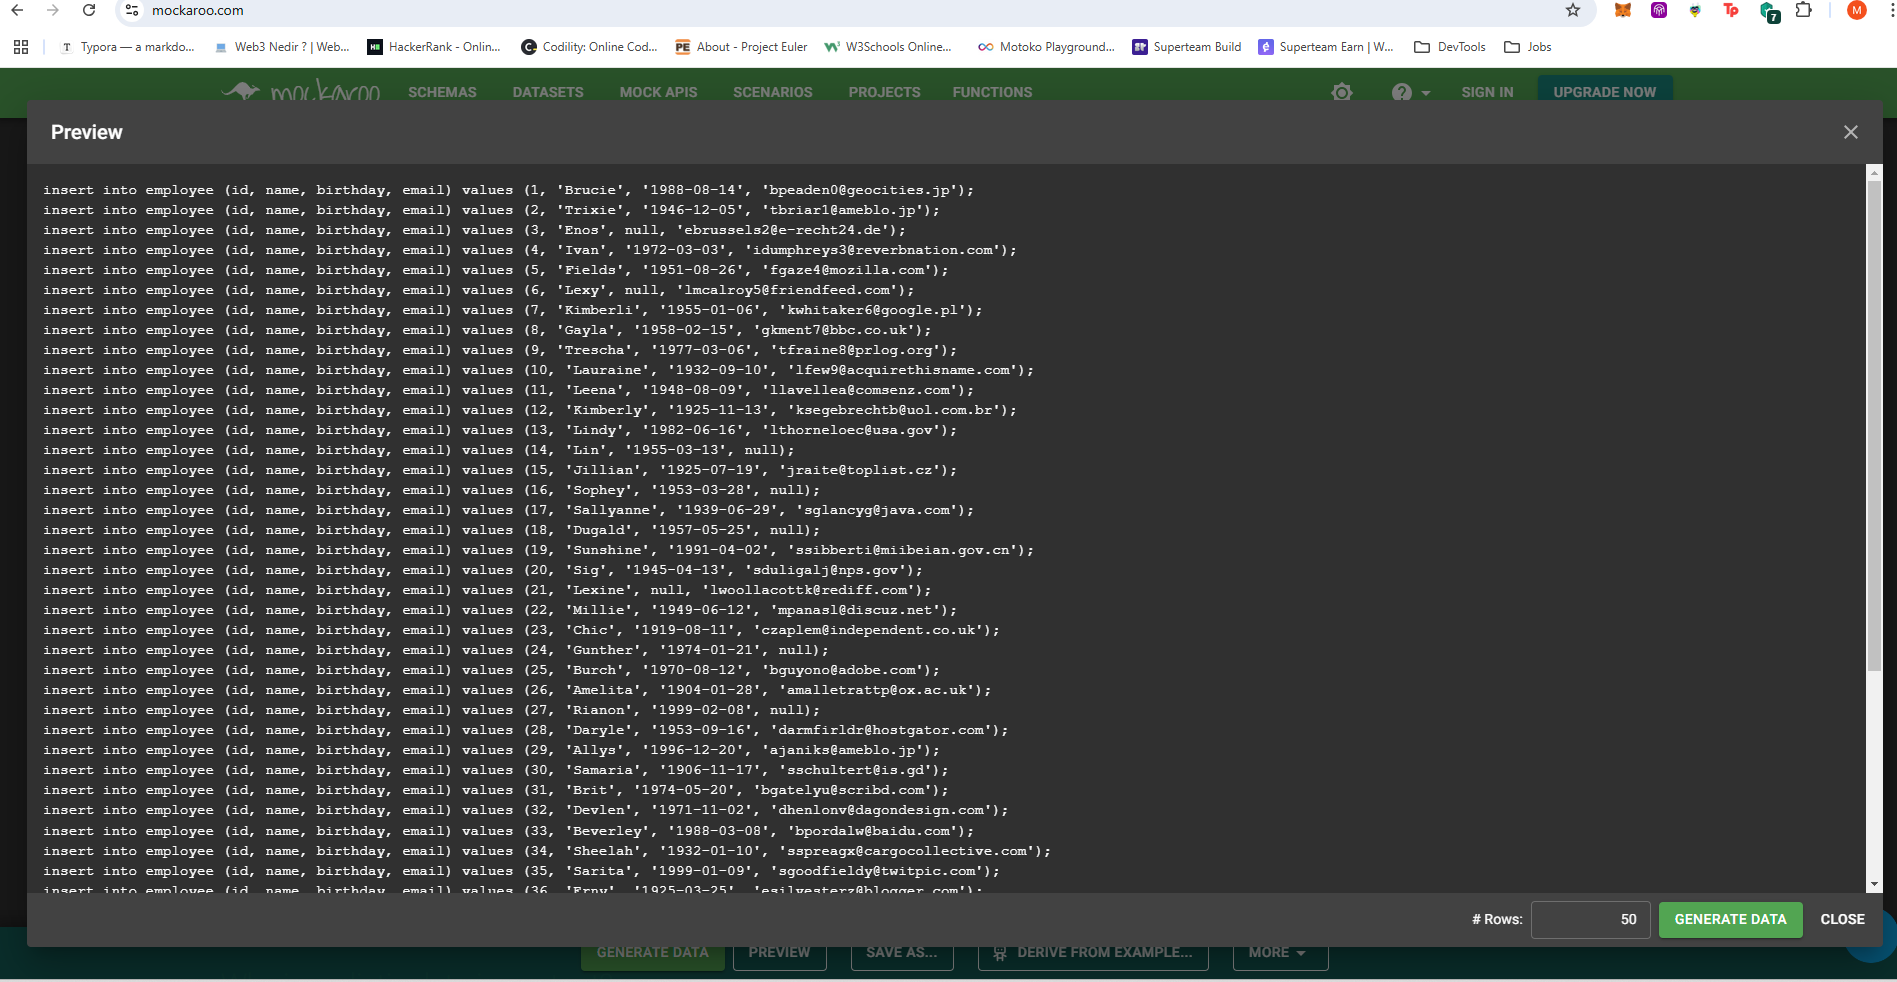 mockaroo.com
7
M
Typora — a markdo...
Web3 Nedir ? | Web...
HackerRank - Onlin...
Codility: Online Cod...
About - Project Euler
W3Schools Online...
Motoko Playground...
Superteam Build
Superteam Earn | W...
DevTools
Jobs
mockaroo
SCHEMAS
DATASETS
MOCK APIS
SCENARIOS
PROJECTS
FUNCTIONS
SIGN IN
UPGRADE NOW
Preview
insert into employee (id, name, birthday, email) values (1, 'Brucie', '1988-08-14', 'bpeaden0@geocities.jp');
insert into employee (id, name, birthday, email) values (2, 'Trixie', '1946-12-05', 'tbriar1@ameblo.jp');
insert into employee (id, name, birthday, email) values (3, 'Enos', null, 'ebrussels2@e-recht24.de');
insert into employee (id, name, birthday, email) values (4, 'Ivan', '1972-03-03', 'idumphreys3@reverbnation.com');
insert into employee (id, name, birthday, email) values (5, 'Fields', '1951-08-26', 'fgaze4@mozilla.com');
insert into employee (id, name, birthday, email) values (6, 'Lexy', null, 'lmcalroy5@friendfeed.com');
insert into employee (id, name, birthday, email) values (7, 'Kimberli', '1955-01-06', 'kwhitaker6@google.pl');
insert into employee (id, name, birthday, email) values (8, 'Gayla', '1958-02-15', 'gkment7@bbc.co.uk');
insert into employee (id, name, birthday, email) values (9, 'Trescha', '1977-03-06', 'tfraine8@prlog.org');
insert into employee (id, name, birthday, email) values (10, 'Lauraine', '1932-09-10', 'lfew9@acquirethisname.com');
insert into employee (id, name, birthday, email) values (11, 'Leena', '1948-08-09', 'llavellea@comsenz.com');
insert into employee (id, name, birthday, email) values (12, 'Kimberly', '1925-11-13', 'ksegebrechtb@uol.com.br');
insert into employee (id, name, birthday, email) values (13, 'Lindy', '1982-06-16', 'lthorneloec@usa.gov');
insert into employee (id, name, birthday, email) values (14, 'Lin', '1955-03-13', null);
insert into employee (id, name, birthday, email) values (15, 'Jillian', '1925-07-19', 'jraite@toplist.cz');
insert into employee (id, name, birthday, email) values (16, 'Sophey', '1953-03-28', null);
insert into employee (id, name, birthday, email) values (17, 'Sallyanne', '1939-06-29', 'sglancyg@java.com');
insert into employee (id, name, birthday, email) values (18, 'Dugald', '1957-05-25', null);
insert into employee (id, name, birthday, email) values (19, 'Sunshine', '1991-04-02', 'ssibberti@miibeian.gov.cn');
insert into employee (id, name, birthday, email) values (20, 'Sig', '1945-04-13', 'sduligalj@nps.gov');
insert into employee (id, name, birthday, email) values (21, 'Lexine', null, 'lwoollacottk@rediff.com');
insert into employee (id, name, birthday, email) values (22, 'Millie', '1949-06-12', 'mpanasl@discuz.net');
insert into employee (id, name, birthday, email) values (23, 'Chic', '1919-08-11', 'czaplem@independent.co.uk');
insert into employee (id, name, birthday, email) values (24, 'Gunther', '1974-01-21', null);
insert into employee (id, name, birthday, email) values (25, 'Burch', '1970-08-12', 'bguyono@adobe.com');
insert into employee (id, name, birthday, email) values (26, 'Amelita', '1904-01-28', 'amalletrattp@ox.ac.uk');
insert into employee (id, name, birthday, email) values (27, 'Rianon', '1999-02-08', null);
insert into employee (id, name, birthday, email) values (28, 'Daryle', '1953-09-16', 'darmfirldr@hostgator.com');
insert into employee (id, name, birthday, email) values (29, 'Allys', '1996-12-20', 'ajaniks@ameblo.jp');
insert into employee (id, name, birthday, email) values (30, 'Samaria', '1906-11-17', 'sschultert@is.gd');
insert into employee (id, name, birthday, email) values (31, 'Brit', '1974-05-20', 'bgatelyu@scribd.com');
insert into employee (id, name, birthday, email) values (32, 'Devlen', '1971-11-02', 'dhenlonv@dagondesign.com');
insert into employee (id, name, birthday, email) values (33, 'Beverley', '1988-03-08', 'bpordalw@baidu.com');
insert into employee (id, name, birthday, email) values (34, 'Sheelah', '1932-01-10', 'sspreagx@cargocollective.com');
insert into employee (id, name, birthday, email) values (35, 'Sarita', '1999-01-09', 'sgoodfieldy@twitpic.com');
insert into employee (id, name, birthday, email) values (36, 'Erny', '1925-03-25', 'esilvesterz@blogger.com');
# Rows:
50
GENERATE DATA
CLOSE
GENERATE DATA
PREVIEW
SAVE AS...
DERIVE FROM EXAMPLE...
MORE